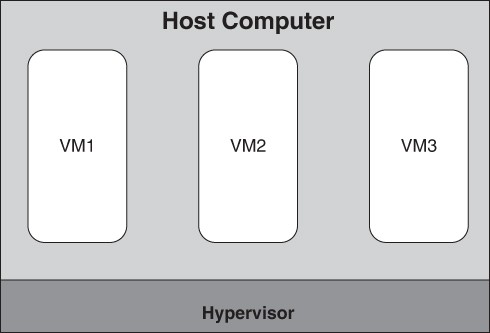 Host Computer
VM1
VM2
VM3
Hypervisor